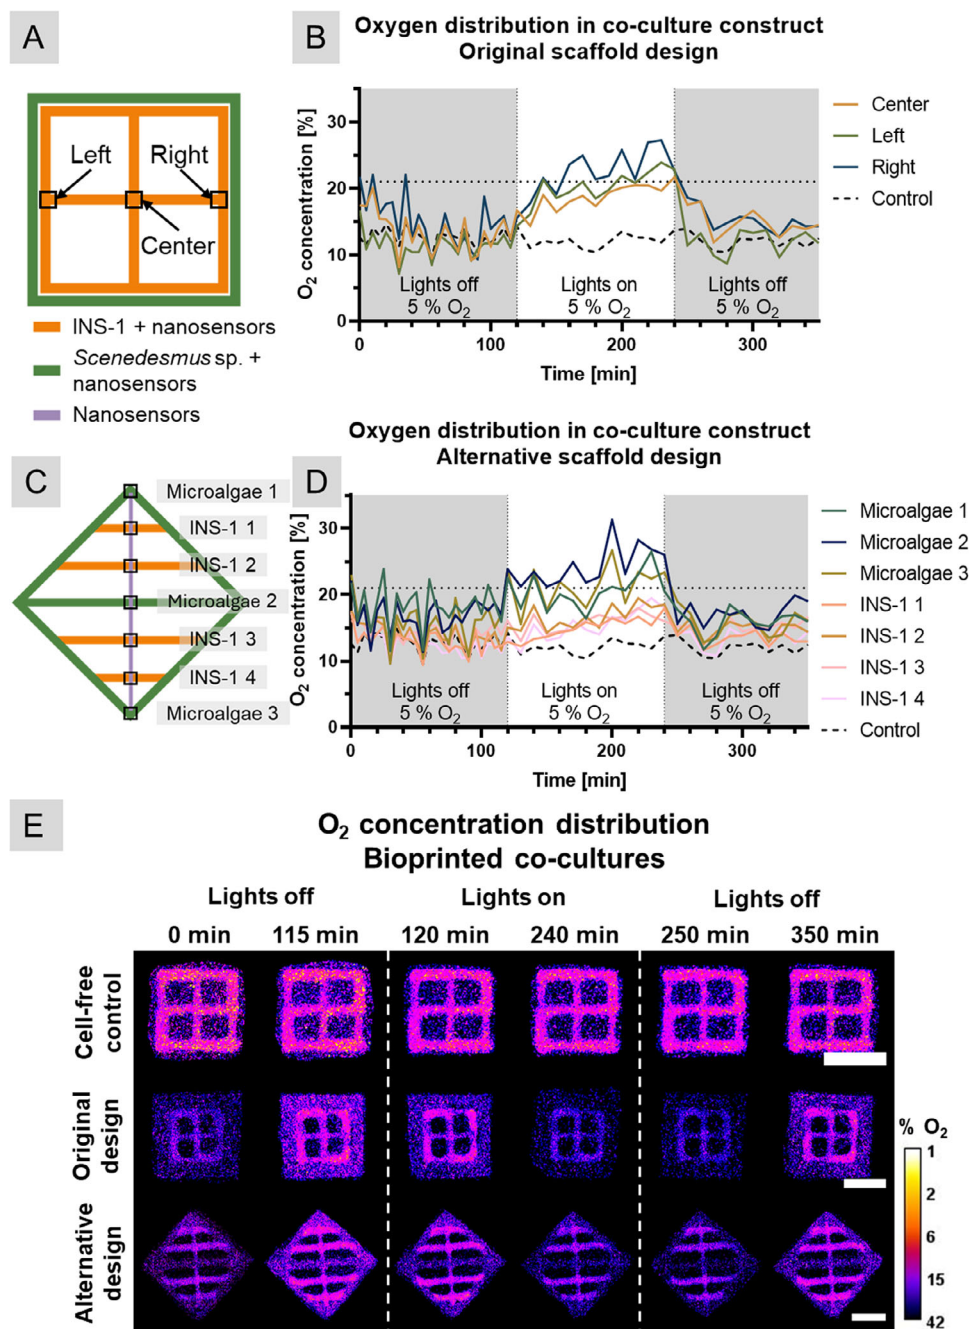 A
Left
Right
Center
INS-1 + nanosensors
Scenedesmus sp. +
nanosensors
Nanosensors
B
Oxygen distribution in co-culture construct
Original scaffold design
O2 concentration [%]
30
20
10
0
Lights off
5 % O2
Lights on
5 % O2
Lights off
5 % O2
0
100
200
300
Time [min]
Center
Left
Right
Control
C
Microalgae 1
INS-1 1
INS-1 2
Microalgae 2
INS-1 3
INS-1 4
Microalgae 3
D
Oxygen distribution in co-culture construct
Alternative scaffold design
O2 concentration [%]
30
20
10
0
Lights off
5 % O2
Lights on
5 % O2
Lights off
5 % O2
0
100
200
300
Time [min]
Microalgae 1
Microalgae 2
Microalgae 3
INS-1 1
INS-1 2
INS-1 3
INS-1 4
Control
E
O2 concentration distribution
Bioprinted co-cultures
Lights off
Lights on
Lights off
0 min
115 min
120 min
240 min
250 min
350 min
Cell-free
control
Original
design
Alternative
design
% O2
1
2
6
15
42